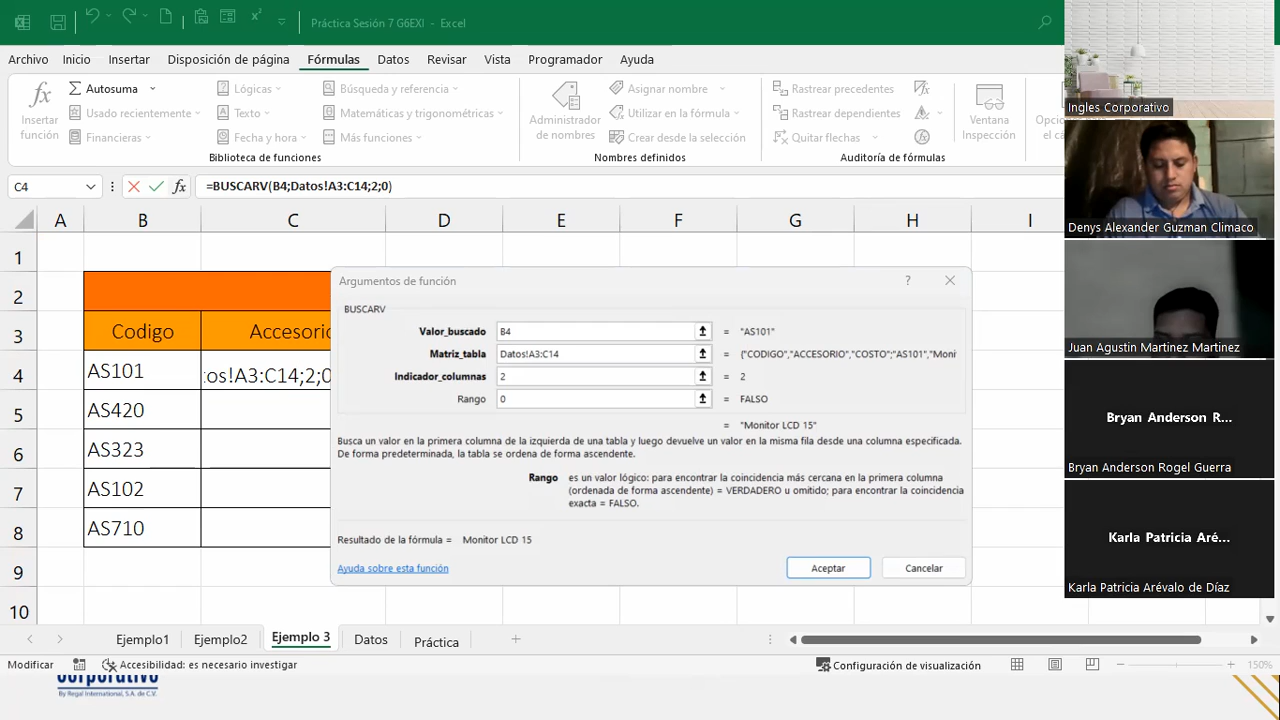 Práctica Sesión 7 G6EXI - Excel
Archivo Inicio Insertar Disposición de página Fórmulas Datos Revisar Vista Programador Ayuda
Insertar función
Autosuma
Usado recientemente
Financieras
Lógicas
Texto
Fecha y hora
Búsqueda y referencia
Matemáticas y trigonométricas
Más funciones
Biblioteca de funciones
Administrador de nombres
Asignar nombre
Utilizar en la fórmula
Crear desde la selección
Nombres definidos
Rastrear precedentes
Rastrear dependientes
Quitar flechas
Auditoría de fórmulas
Ventana Inspección
C4
fx
=BUSCARV(B4;Datos!A3:C14;2;0)
A B C D E F G H I
1
2
3 Codigo Accesorio
4 AS101 tos!A3:C14;2;0
5 AS420
6 AS323
7 AS102
8 AS710
9
10
Argumentos de función ?
BUSCARV
Valor_buscado B4 = "AS101"
Matriz_tabla Datos!A3:C14 = {"CODIGO","ACCESORIO","COSTO";"AS101","Moni
Indicador_columnas 2 = 2
Rango 0 = FALSO
= "Monitor LCD 15"
Busca un valor en la primera columna de la izquierda de una tabla y luego devuelve un valor en la misma fila desde una columna especificada.
De forma predeterminada, la tabla se ordena de forma ascendente.
Rango es un valor lógico: para encontrar la coincidencia más cercana en la primera columna
(ordenada de forma ascendente) = VERDADERO u omitido; para encontrar la coincidencia
exacta = FALSO.
Resultado de la fórmula = Monitor LCD 15
Ayuda sobre esta función
Aceptar Cancelar
Ejemplo1 Ejemplo2 Ejemplo 3 Datos Práctica
Modificar Accesibilidad: es necesario investigar Configuración de visualización 150%
Corporativo
By Regal International, S.A. de C.V.
Ingles Corporativo
Denys Alexander Guzman Climaco
Juan Agustin Martinez Martinez
Bryan Anderson R...
Bryan Anderson Rogel Guerra
Karla Patricia Aré...
Karla Patricia Arévalo de Díaz